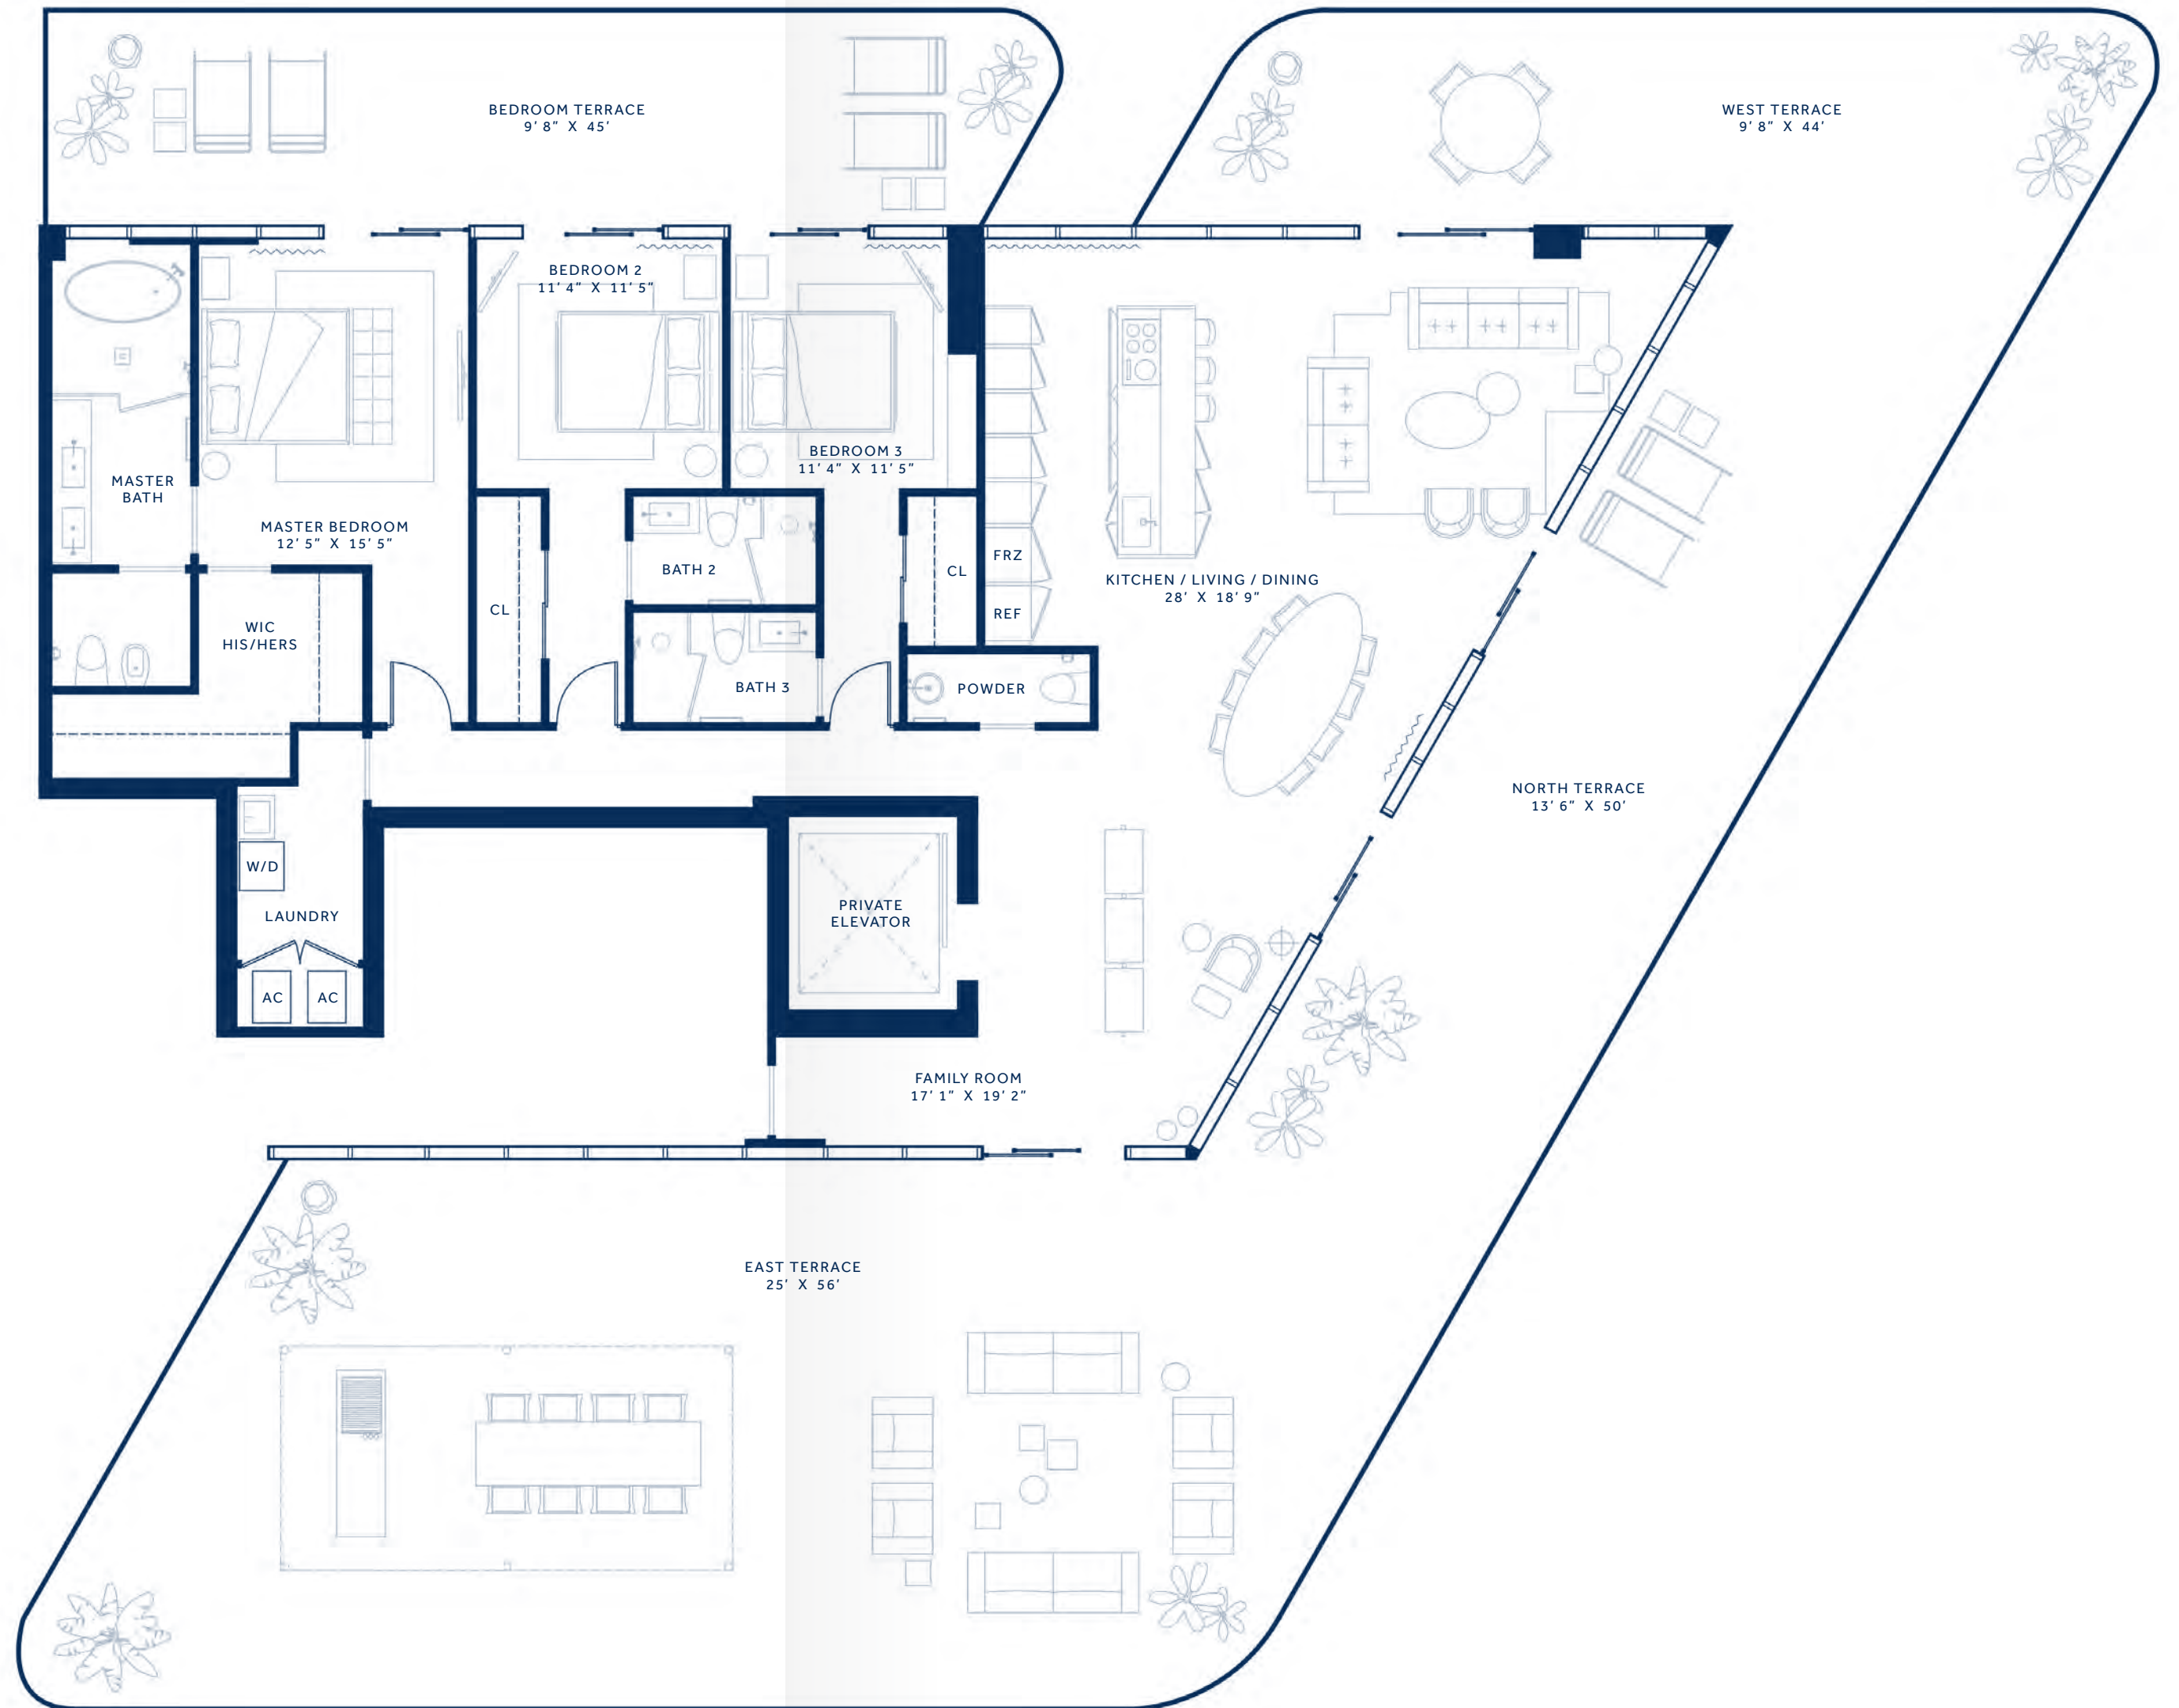 BEDROOM TERRACE
9' 8" X 45'
WEST TERRACE
9' 8" X 44'
BEDROOM 2
11' 4" X 11' 5"
BEDROOM 3
11' 4" X 11' 5"
MASTER
BATH
MASTER BEDROOM
12' 5" X 15' 5"
BATH 2
CL
FRZ
KITCHEN / LIVING / DINING
28' X 18' 9"
CL
REF
WIC
HIS/HERS
BATH 3
POWDER
NORTH TERRACE
13' 6" X 50'
W/D
LAUNDRY
PRIVATE
ELEVATOR
AC
AC
FAMILY ROOM
17' 1" X 19' 2"
EAST TERRACE
25' X 56'